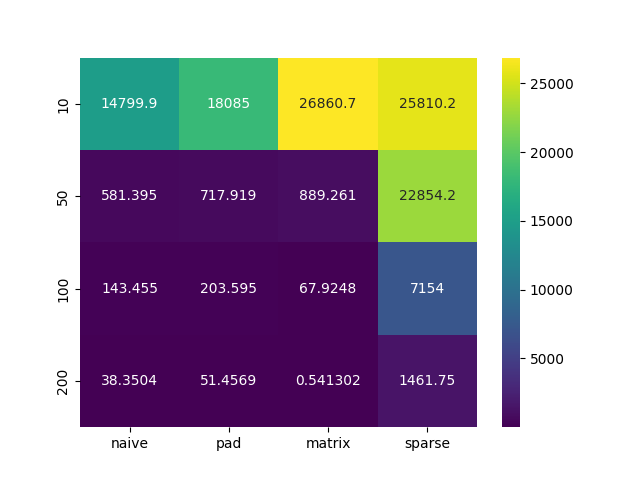 10 14799.9 18085 26860.7 25810.2
50 581.395 717.919 889.261 22854.2
100 143.455 203.595 67.9248 7154
200 38.3504 51.4569 0.541302 1461.75
naive pad matrix sparse
25000
20000
15000
10000
5000